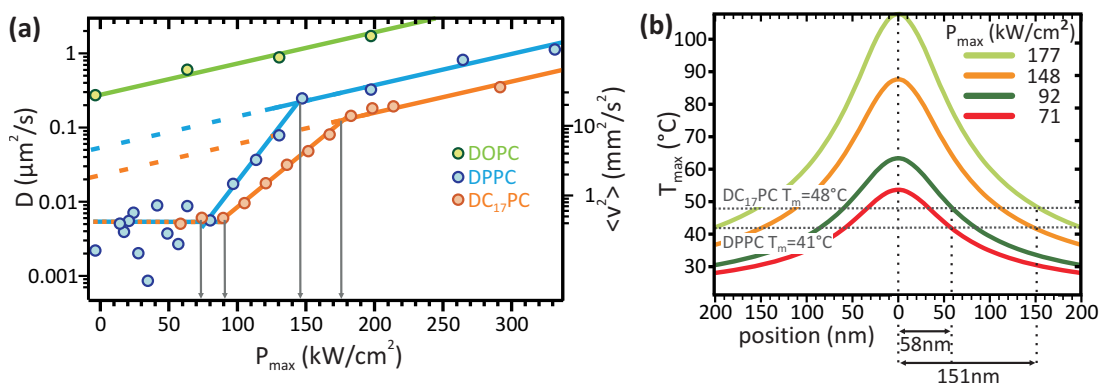 (a)
D (μm²/s)
1
0.1
0.01
0.001
DOPC
DPPC
DC₁₇PC
10¹
1
<v²> (mm²/s²)
0 50 100 150 200 250 300
Pₘₐₓ (kW/cm²)
(b)
Tₘₐₓ (°C)
100
90
80
70
60
50
40
30
Pₘₐₓ (kW/cm²)
177
148
92
71
DC₁₇PC Tₘ=48°C
DPPC Tₘ=41°C
200 150 100 50 0 50 100 150 200
position (nm)
58nm
151nm